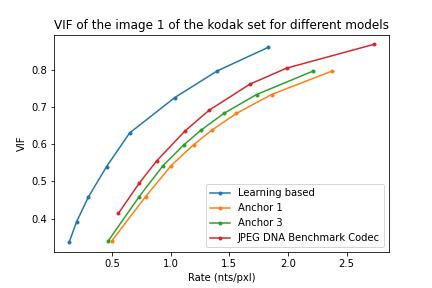 VIF of the image 1 of the kodak set for different models
0.8
0.7
0.6
0.5
0.4
VIF
Learning based
Anchor 1
Anchor 3
JPEG DNA Benchmark Codec
0.5 1.0 1.5 2.0 2.5
Rate (nts/pxl)